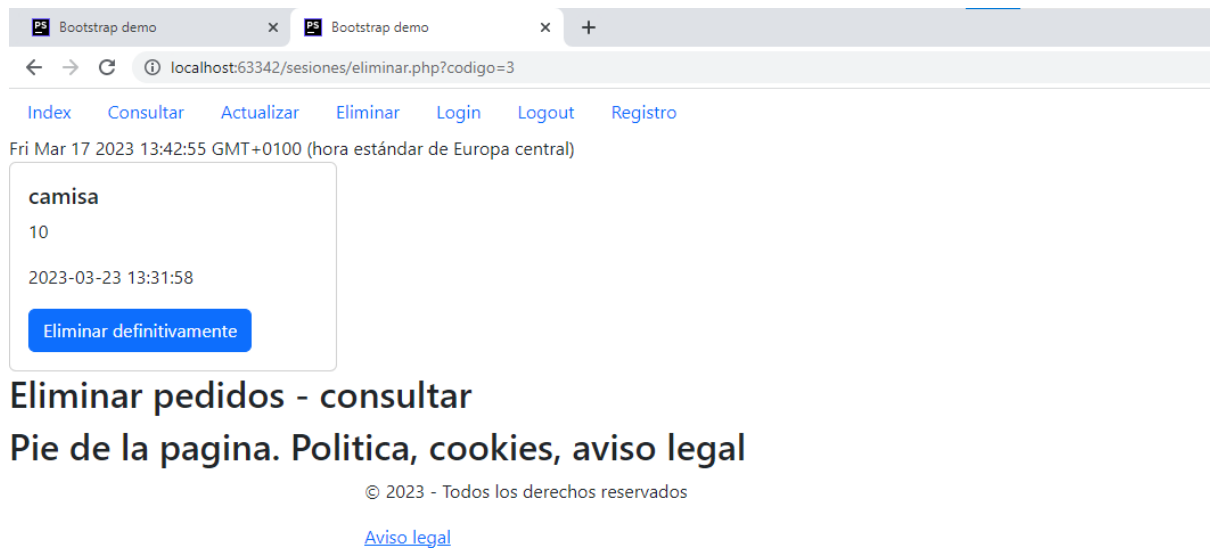 PS Bootstrap demo PS Bootstrap demo
localhost:63342/sesiones/eliminar.php?codigo=3
Index Consultar Actualizar Eliminar Login Logout Registro
Fri Mar 17 2023 13:42:55 GMT+0100 (hora estándar de Europa central)
camisa
10
2023-03-23 13:31:58
Eliminar definitivamente
Eliminar pedidos - consultar
Pie de la pagina. Politica, cookies, aviso legal
© 2023 - Todos los derechos reservados
Aviso legal